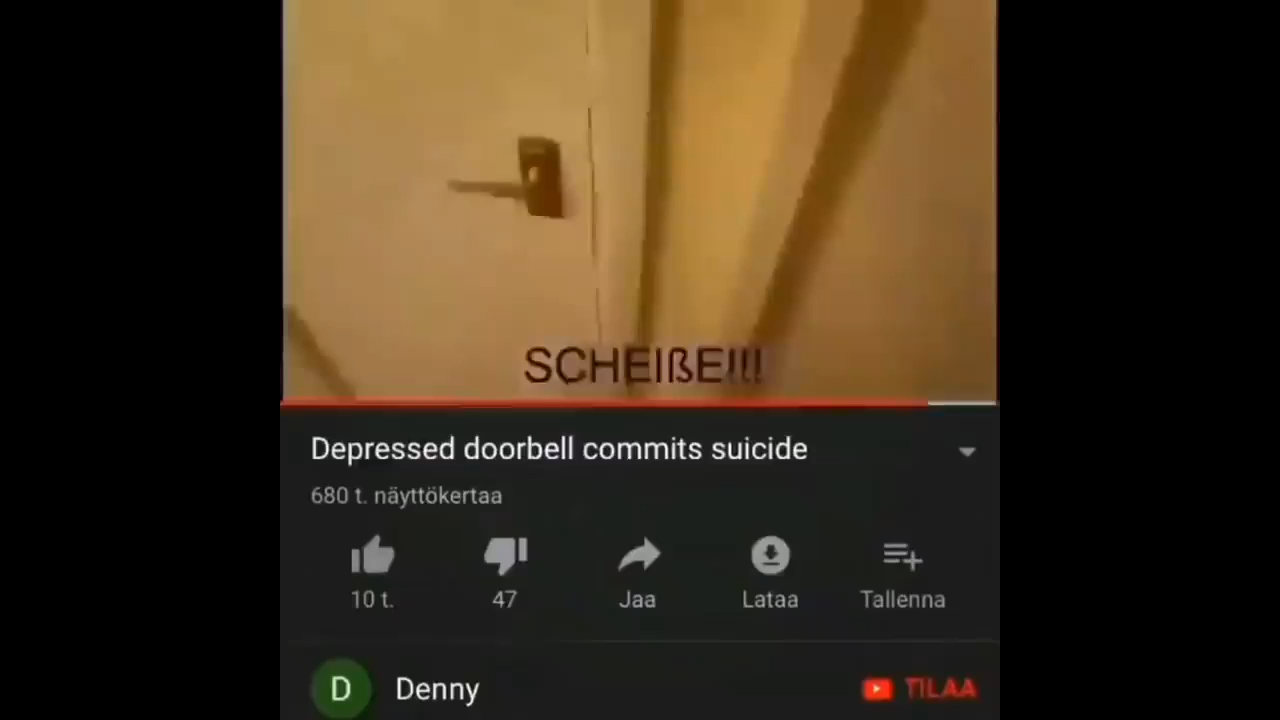 SCHEIßE!!!
Depressed doorbell commits suicide
680 t. näyttökertaa
10 t.
47
Jaa
Lataa
Tallenna
D
Denny
TILAA